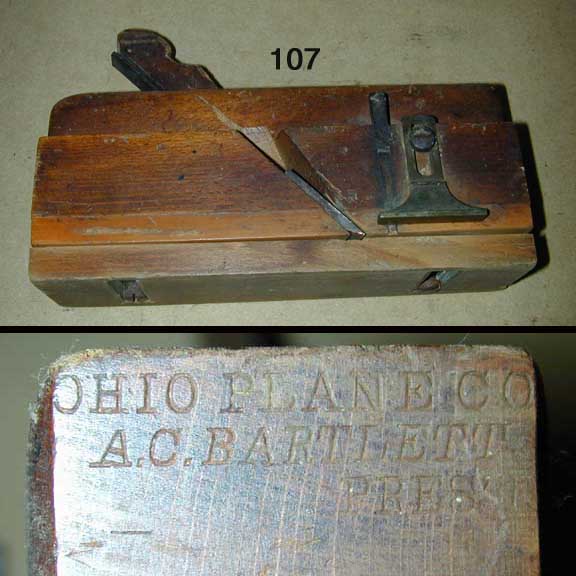 107
OHIO PLANE CO
A.C. BARTLETT
PRES'T